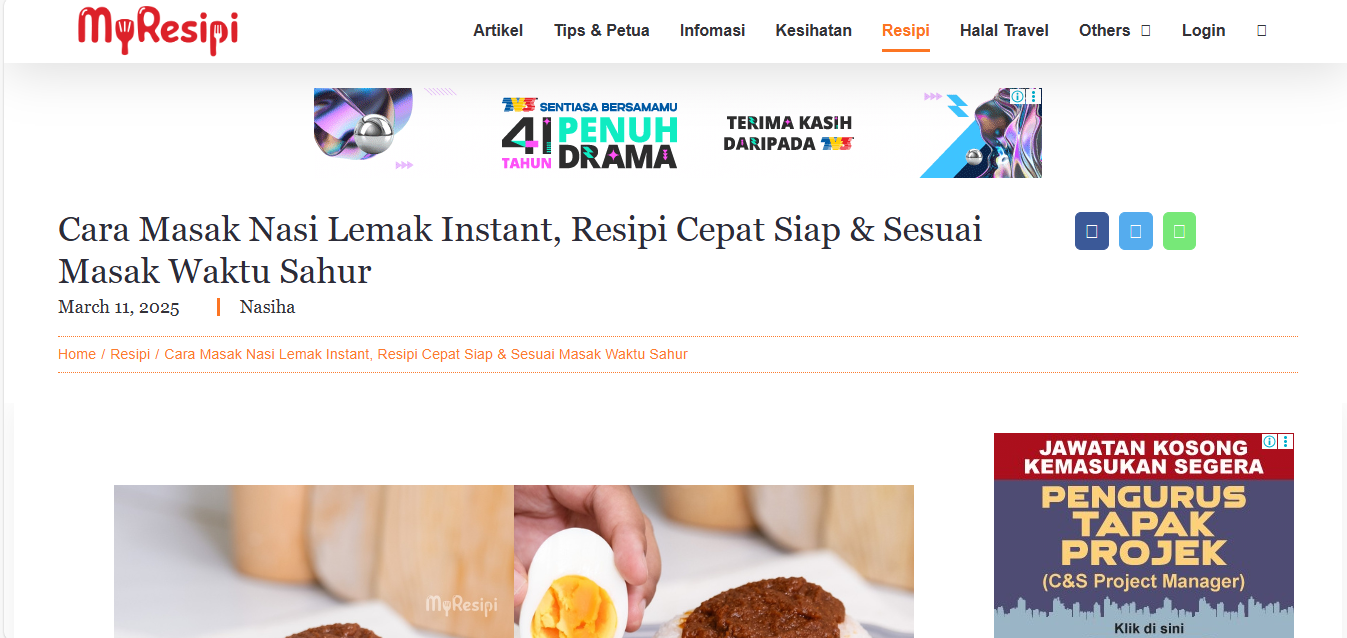 MyResipi
Artikel Tips & Petua Infomasi Kesihatan Resipi Halal Travel Others Login
TV3 SENTIASA BERSAMAMU
41 PENUH
TAHUN DRAMA
TERIMA KASIH
DARIPADA TV3
Cara Masak Nasi Lemak Instant, Resipi Cepat Siap & Sesuai
Masak Waktu Sahur
March 11, 2025 | Nasiha
Home / Resipi / Cara Masak Nasi Lemak Instant, Resipi Cepat Siap & Sesuai Masak Waktu Sahur
MyResipi
JAWATAN KOSONG
KEMASUKAN SEGERA
PENGURUS
TAPAK
PROJEK
(C&S Project Manager)
Klik di sini